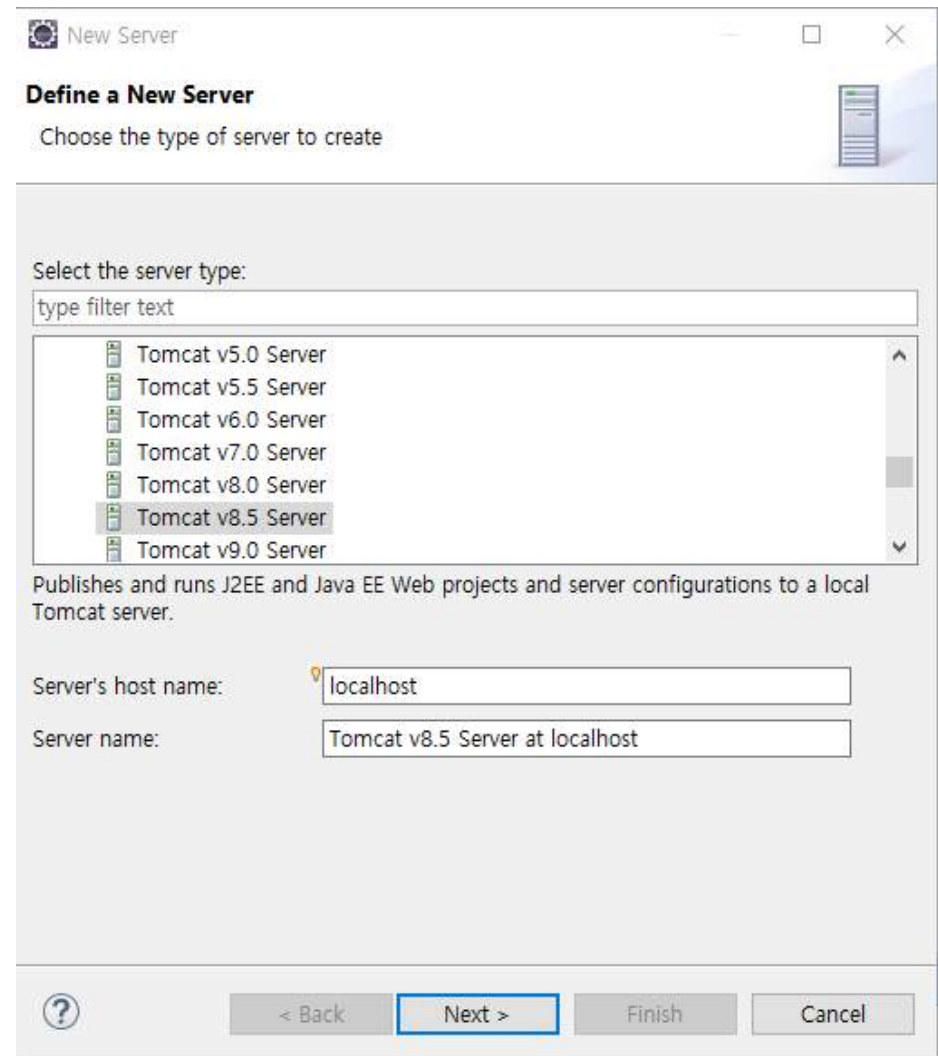 New Server
Define a New Server
Choose the type of server to create
Select the server type:
type filter text
Tomcat v5.0 Server
Tomcat v5.5 Server
Tomcat v6.0 Server
Tomcat v7.0 Server
Tomcat v8.0 Server
Tomcat v8.5 Server
Tomcat v9.0 Server
Publishes and runs J2EE and Java EE Web projects and server configurations to a local
Tomcat server.
Server's host name: localhost
Server name: Tomcat v8.5 Server at localhost
? < Back Next > Finish Cancel